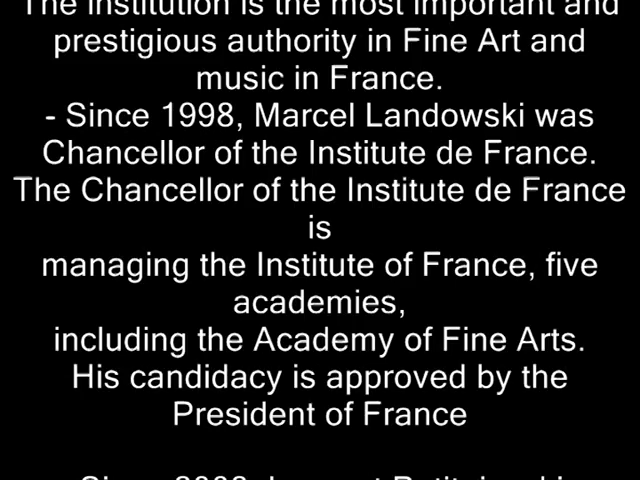 The institution is the most important and
prestigious authority in Fine Art and
music in France.
- Since 1998, Marcel Landowski was
Chancellor of the Institute de France.
The Chancellor of the Institute de France
is
managing the Institute of France, five
academies,
including the Academy of Fine Arts.
His candidacy is approved by the
President of France